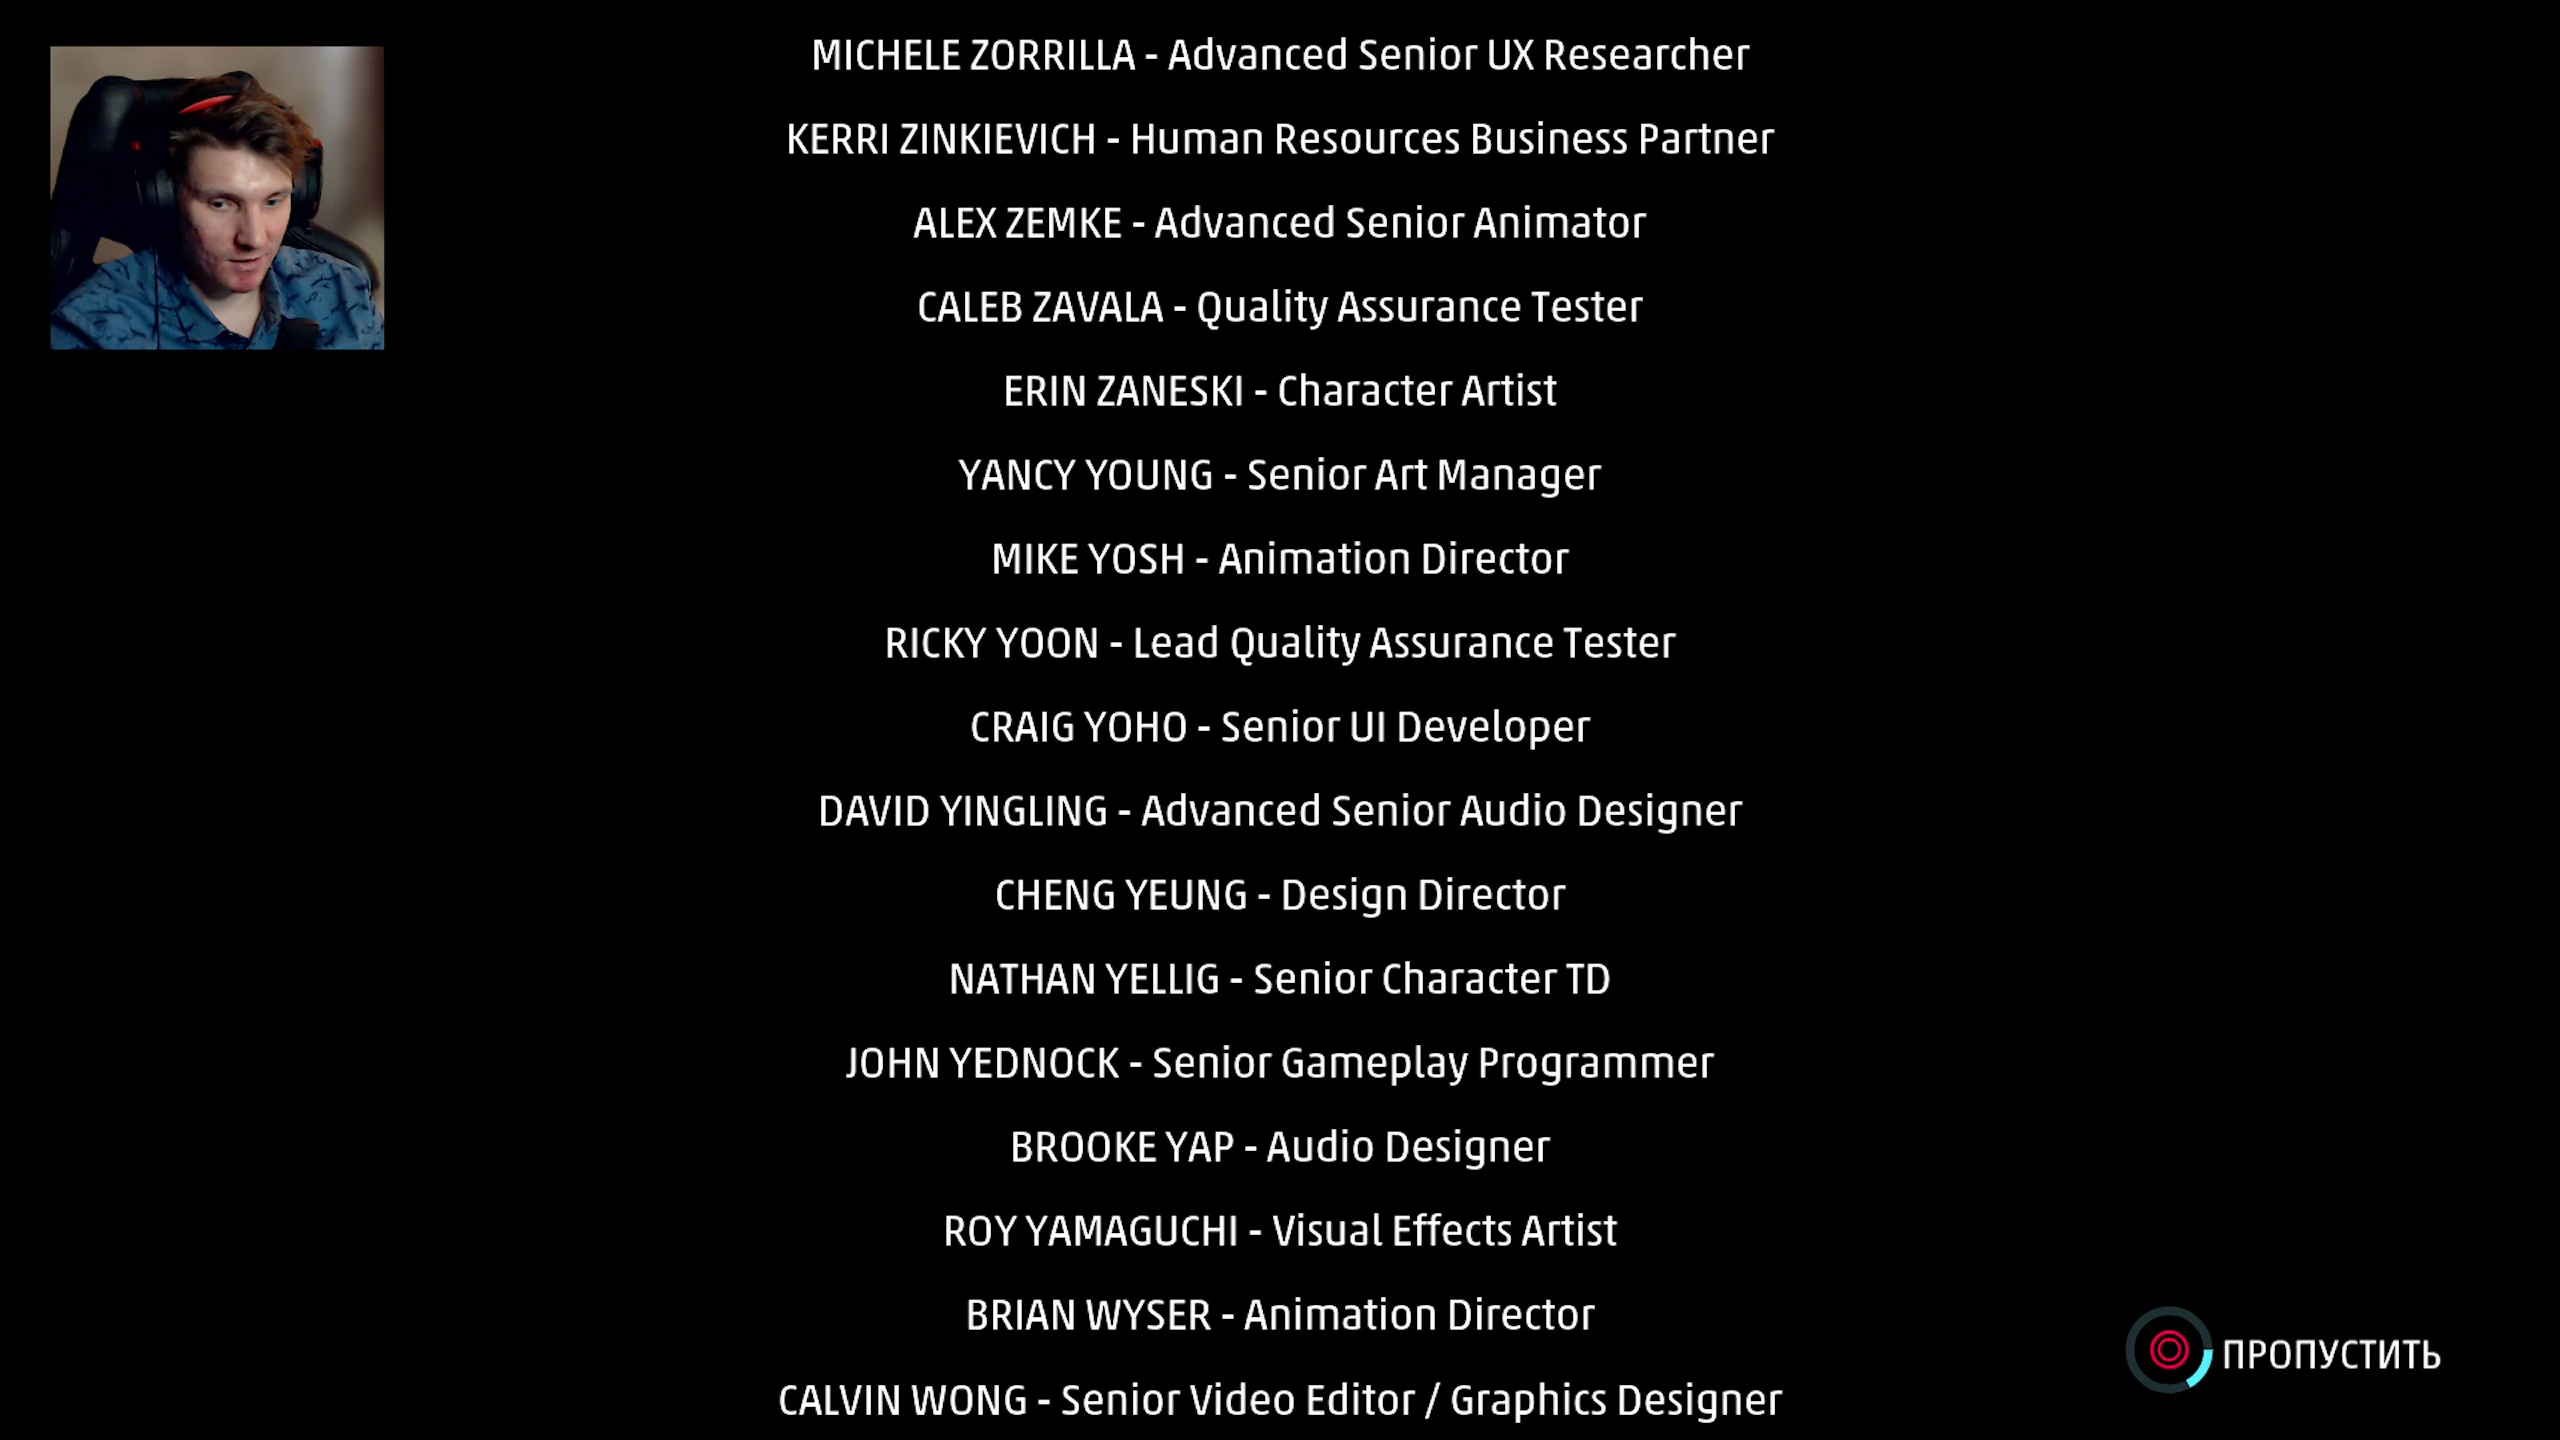 MICHELE ZORRILLA - Advanced Senior UX Researcher
KERRI ZINKIEVICH - Human Resources Business Partner
ALEX ZEMKE - Advanced Senior Animator
CALEB ZAVALA - Quality Assurance Tester
ERIN ZANESKI - Character Artist
YANCY YOUNG - Senior Art Manager
MIKE YOSH - Animation Director
RICKY YOON - Lead Quality Assurance Tester
CRAIG YOHO - Senior UI Developer
DAVID YINGLING - Advanced Senior Audio Designer
CHENG YEUNG - Design Director
NATHAN YELLIG - Senior Character TD
JOHN YEDNOCK - Senior Gameplay Programmer
BROOKE YAP - Audio Designer
ROY YAMAGUCHI - Visual Effects Artist
BRIAN WYSER - Animation Director
ПРОПУСТИТЬ
CALVIN WONG - Senior Video Editor / Graphics Designer